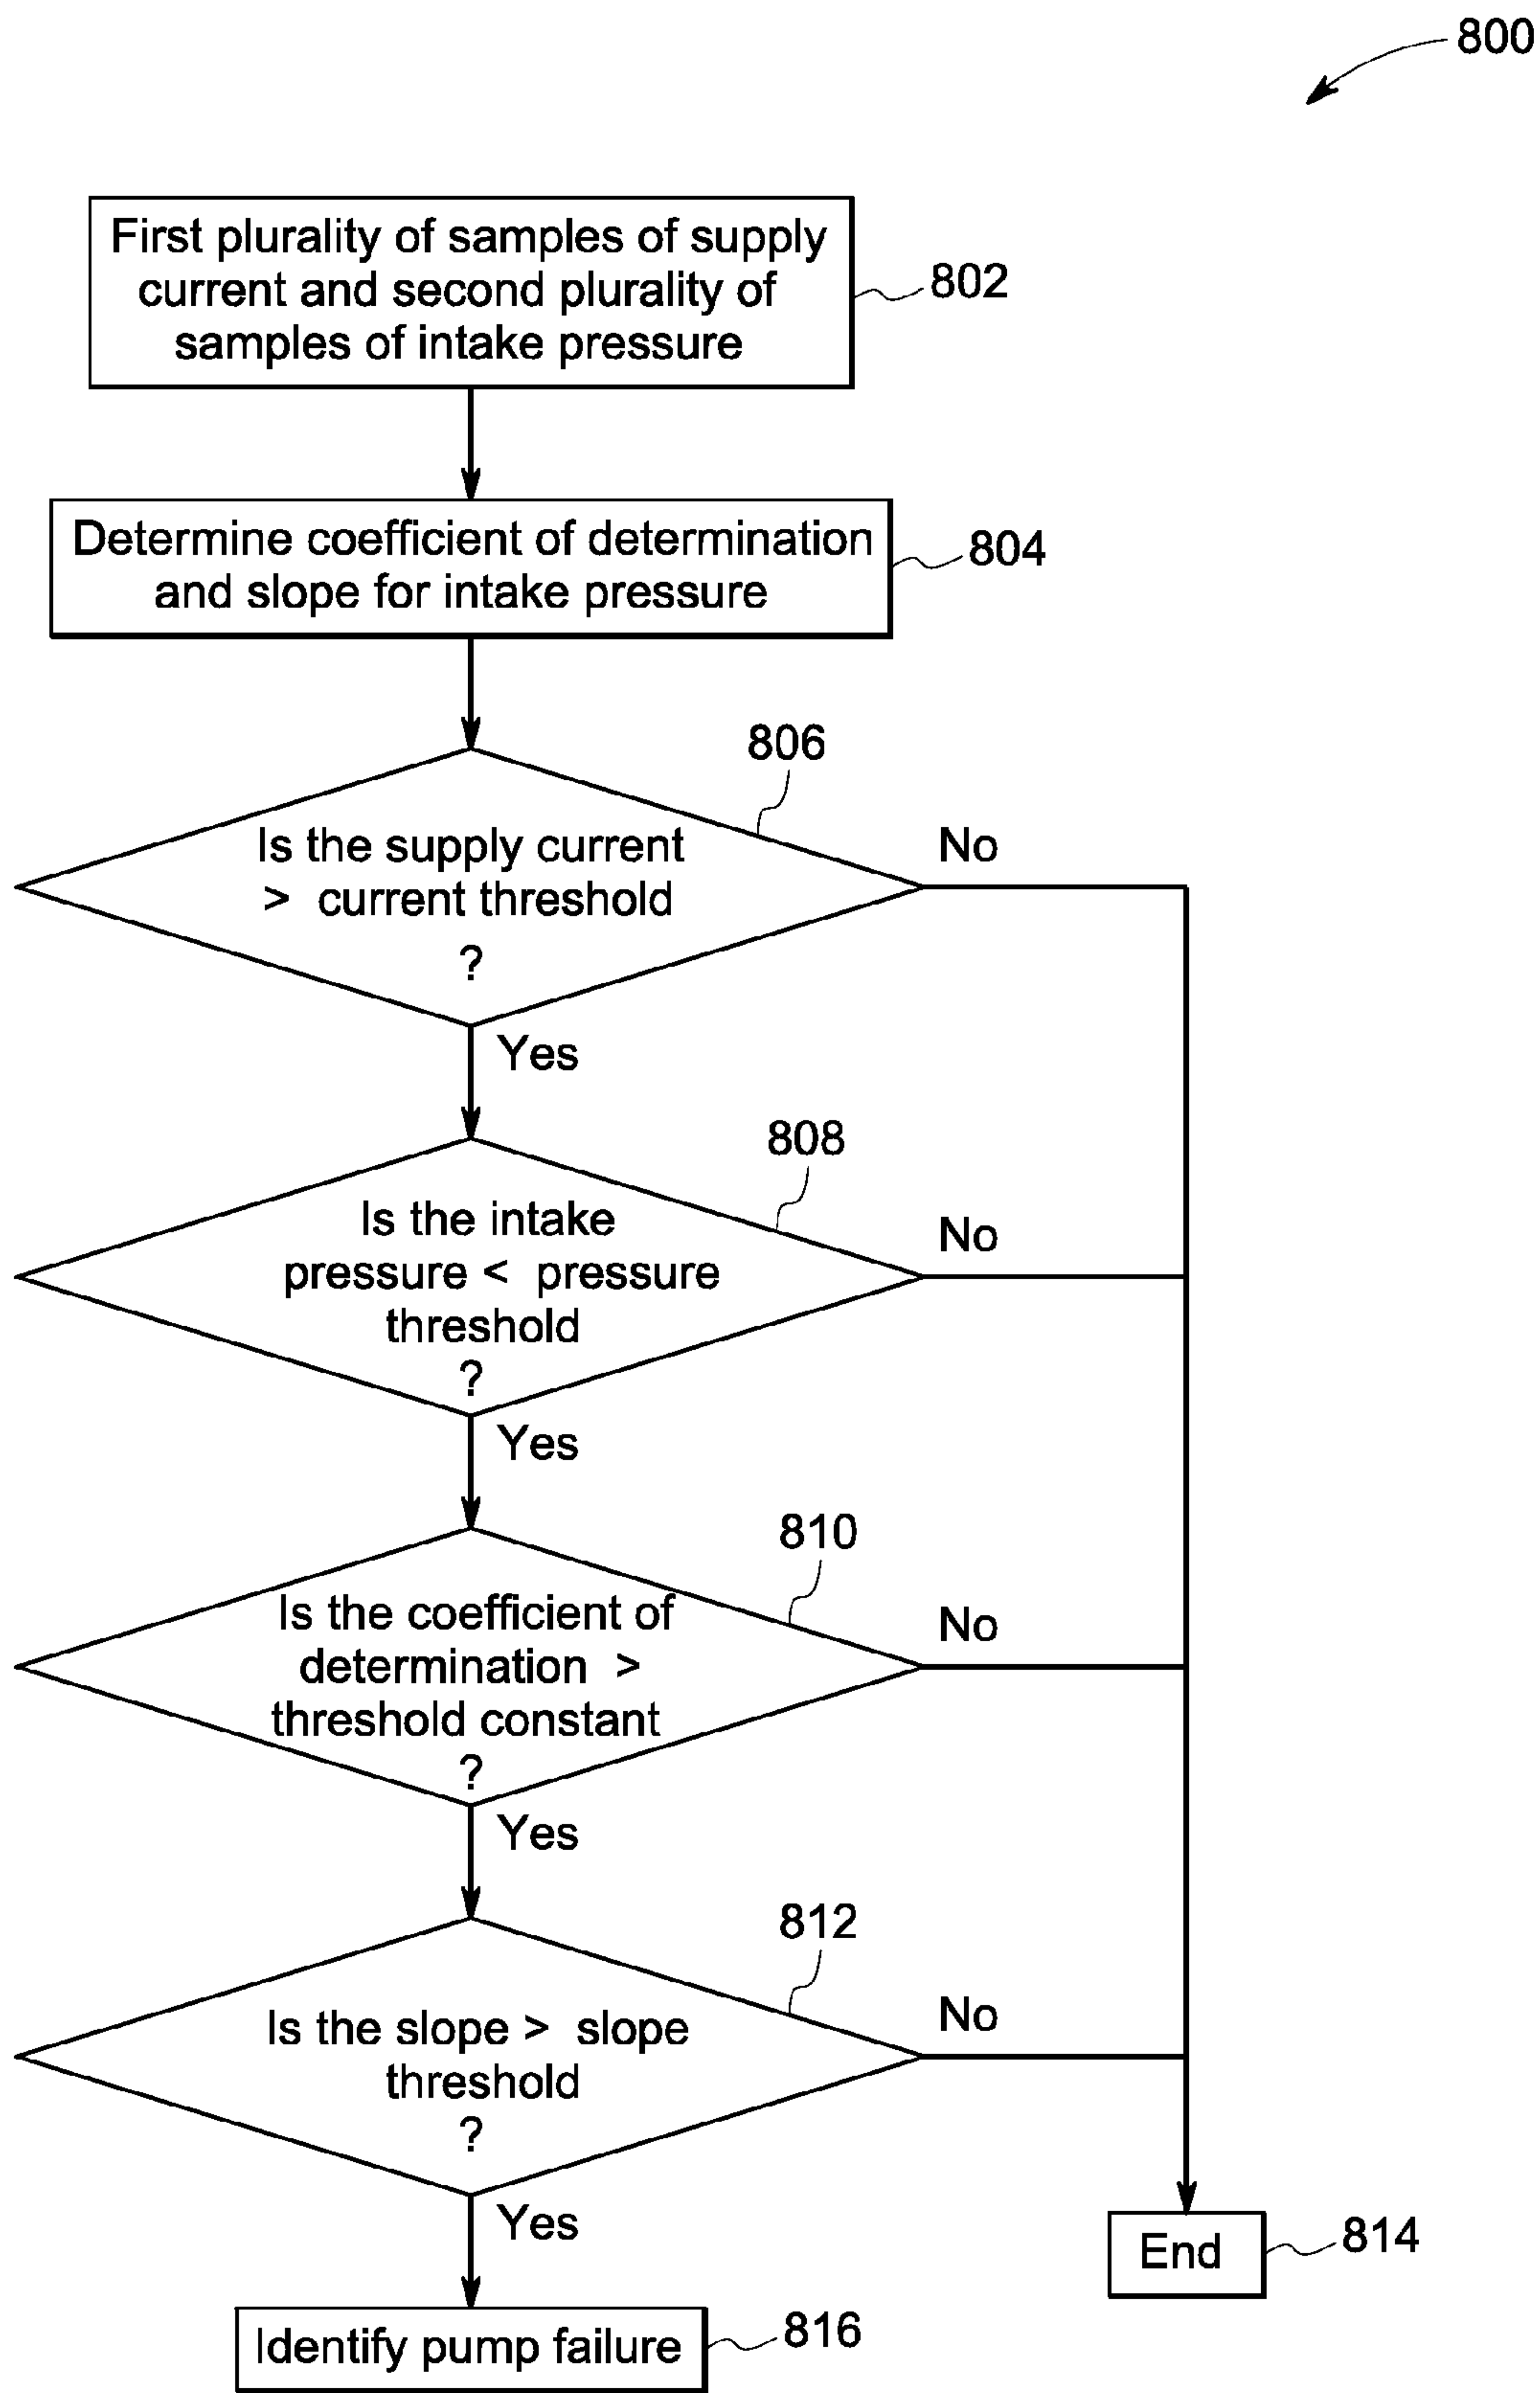 800
First plurality of samples of supply
current and second plurality of
samples of intake pressure
802
Determine coefficient of determination
and slope for intake pressure
804
806
Is the supply current
> current threshold
?
No
Yes
808
Is the intake
pressure < pressure
threshold
?
No
Yes
810
Is the coefficient of
determination >
threshold constant
?
No
Yes
812
Is the slope > slope
threshold
?
No
Yes
End
814
Identify pump failure
816